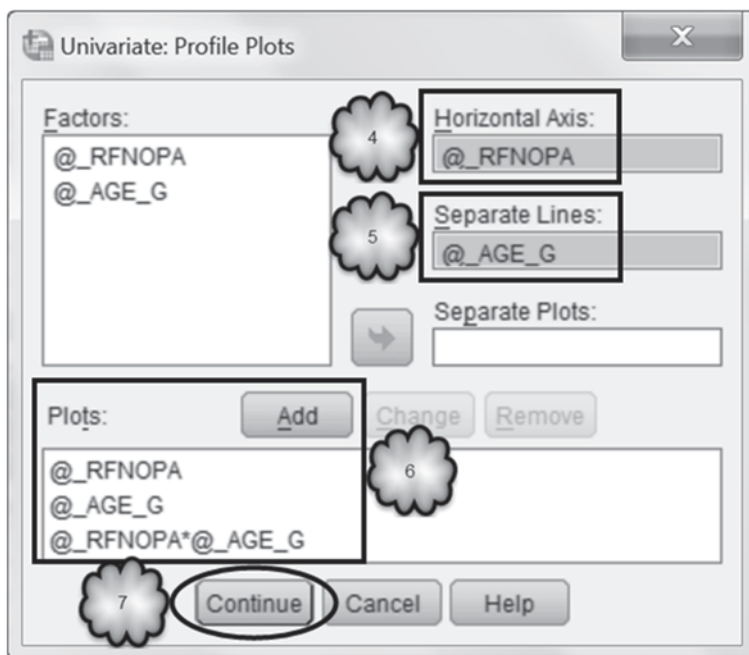 Univariate: Profile Plots
X
Factors:
@_RFNOPA
@_AGE_G
4
Horizontal Axis:
@_RFNOPA
5
Separate Lines:
@_AGE_G
Separate Plots:
Plots:
Add
Change
Remove
@_RFNOPA
@_AGE_G
@_RFNOPA*@_AGE_G
6
7
Continue
Cancel
Help